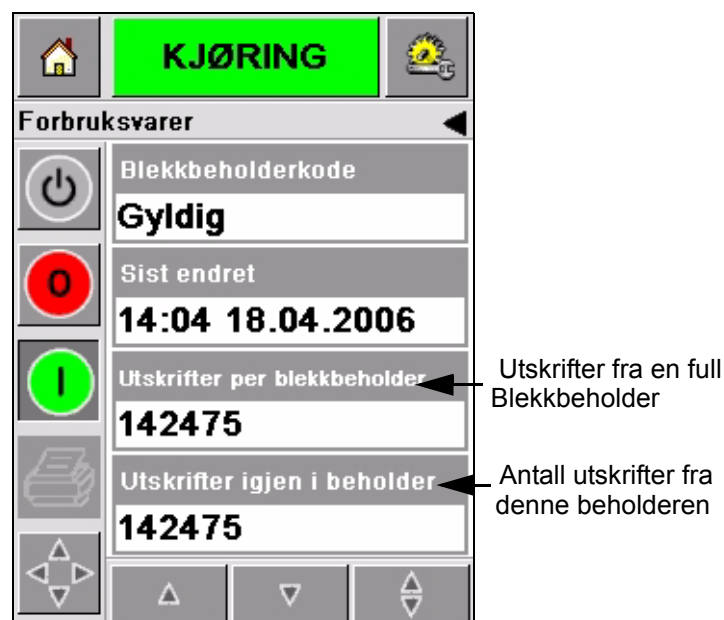 KJØRING
Forbruksvarer
Blekkbeholderkode
Gyldig
Sist endret
14:04 18.04.2006
Utskrifter per blekkbeholder
142475
Utskrifter igjen i beholder
142475
O
I
Utskrifter fra en full
Blekkbeholder
Antall utskrifter fra
denne beholderen